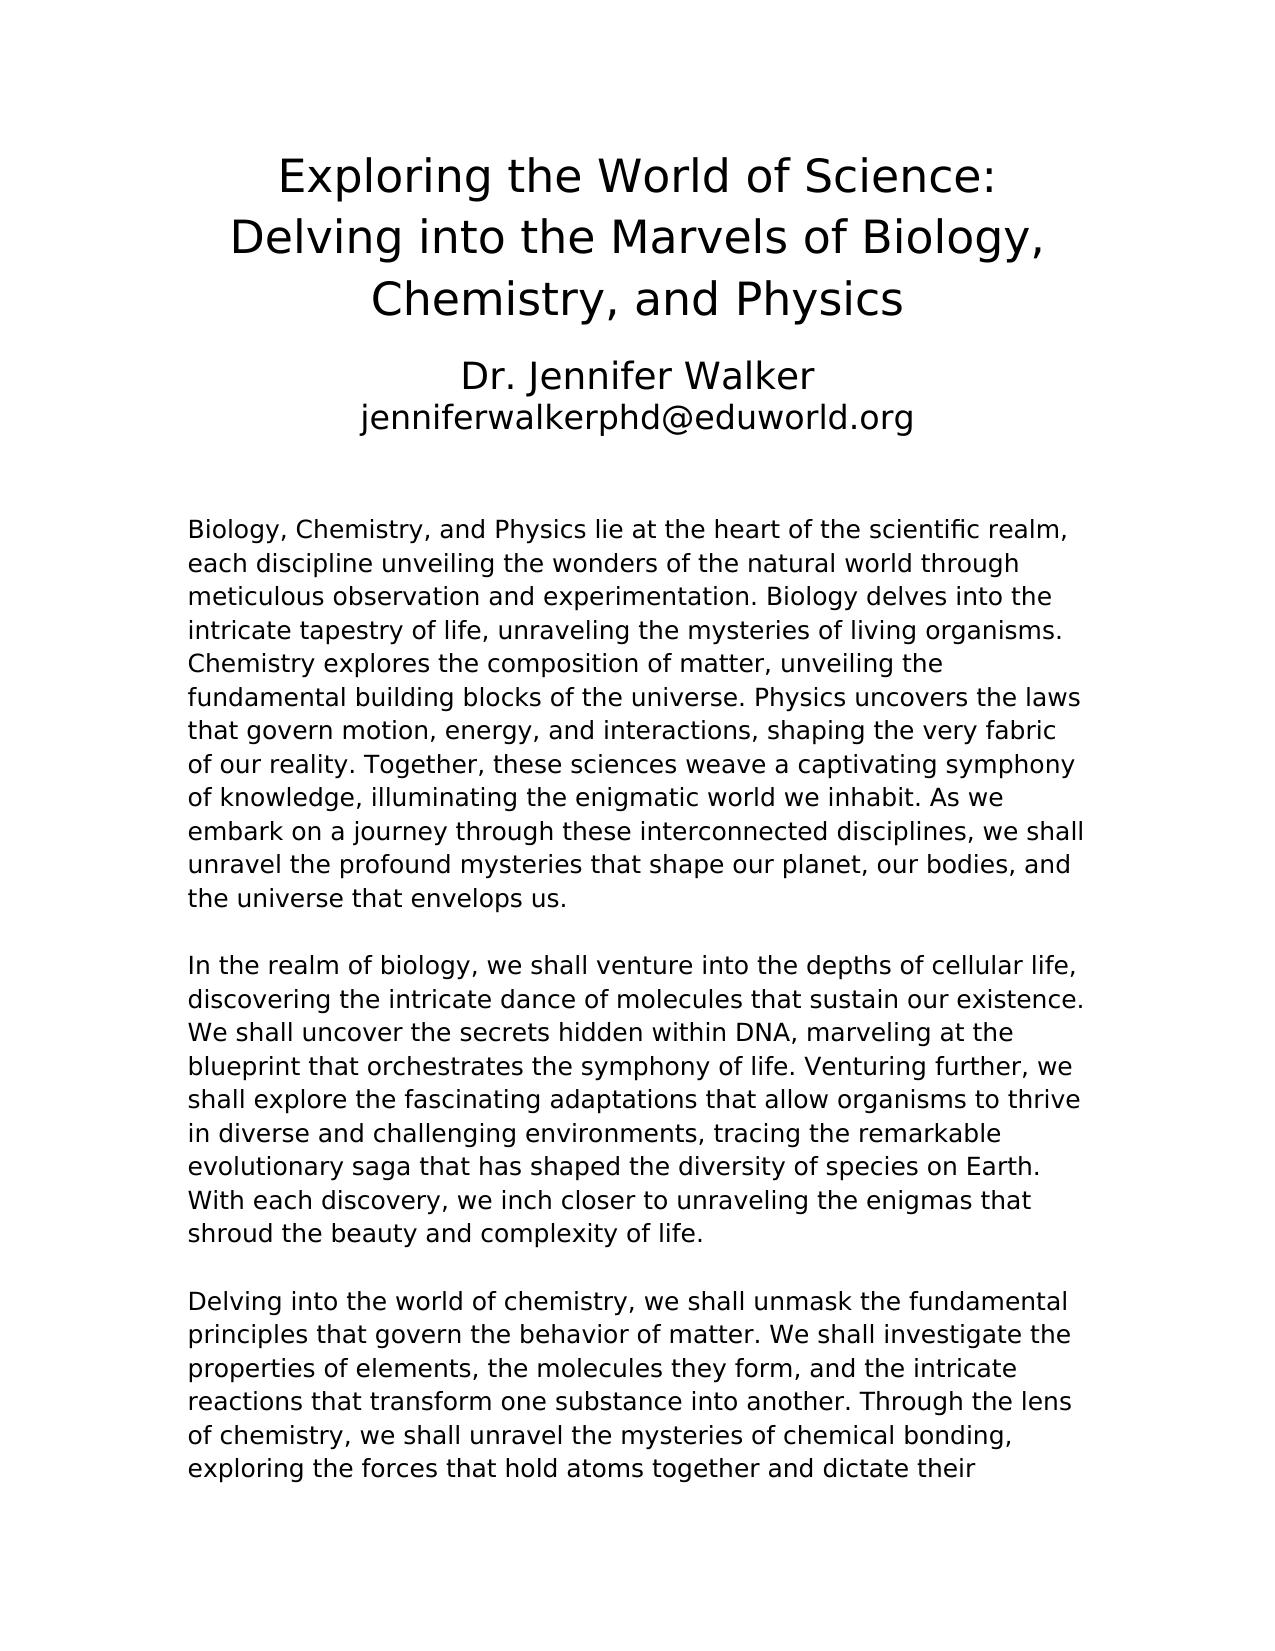 Exploring the World of Science:
Delving into the Marvels of Biology,
Chemistry, and Physics
Dr. Jennifer Walker
jenniferwalkerphd@eduworld.org
Biology, Chemistry, and Physics lie at the heart of the scientific realm,
each discipline unveiling the wonders of the natural world through
meticulous observation and experimentation. Biology delves into the
intricate tapestry of life, unraveling the mysteries of living organisms.
Chemistry explores the composition of matter, unveiling the
fundamental building blocks of the universe. Physics uncovers the laws
that govern motion, energy, and interactions, shaping the very fabric
of our reality. Together, these sciences weave a captivating symphony
of knowledge, illuminating the enigmatic world we inhabit. As we
embark on a journey through these interconnected disciplines, we shall
unravel the profound mysteries that shape our planet, our bodies, and
the universe that envelops us.
In the realm of biology, we shall venture into the depths of cellular life,
discovering the intricate dance of molecules that sustain our existence.
We shall uncover the secrets hidden within DNA, marveling at the
blueprint that orchestrates the symphony of life. Venturing further, we
shall explore the fascinating adaptations that allow organisms to thrive
in diverse and challenging environments, tracing the remarkable
evolutionary saga that has shaped the diversity of species on Earth.
With each discovery, we inch closer to unraveling the enigmas that
shroud the beauty and complexity of life.
Delving into the world of chemistry, we shall unmask the fundamental
principles that govern the behavior of matter. We shall investigate the
properties of elements, the molecules they form, and the intricate
reactions that transform one substance into another. Through the lens
of chemistry, we shall unravel the mysteries of chemical bonding,
exploring the forces that hold atoms together and dictate their